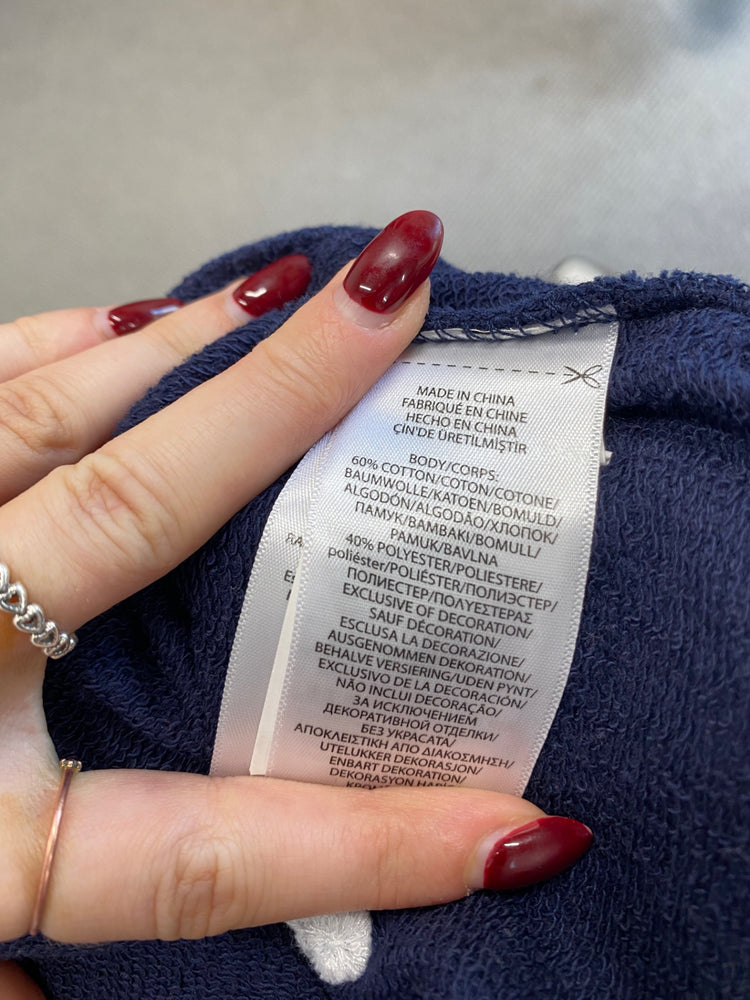 MADE IN CHINA
FABRIQUÉ EN CHINE
HECHO EN CHINA
ÇİN'DE ÜRETİLMİŞTİR
BODY/CORPS:
60% COTTON/COTON/COTONE/
BAUMWOLLE/KATOEN/BOMULD/
ALGODÓN/ALGODÃO/ХЛОПОК/
ПАМУК/ΒΑΜΒΑΚΙ/BOMULL/
PAMUK/BAVLNA
40% POLYESTER/POLIESTERE/
poliéster/POLIÉSTER/ПОЛИЭСТЕР/
ПОЛИЕСТЕР/ΠΟΛΥΕΣΤΕΡΑΣ
EXCLUSIVE OF DECORATION/
SAUF DÉCORATION/
ESCLUSA LA DECORAZIONE/
AUSGENOMMEN DEKORATION/
BEHALVE VERSIERING/UDEN PYNT/
EXCLUSIVO DE LA DECORACIÓN/
NÃO INCLUI DECORAÇÃO/
ЗА ИСКЛЮЧЕНИЕМ
ДЕКОРАТИВНОЙ ОТДЕЛКИ/
БЕЗ УКРАСАТА/
ΑΠΟΚΛΕΙΣΤΙΚΗ ΑΠΟ ΔΙΑΚΟΣΜΗΣΗ/
UTELUKKER DEKORASJON/
ENBART DEKORATION/
DEKORASYON HARİÇ/